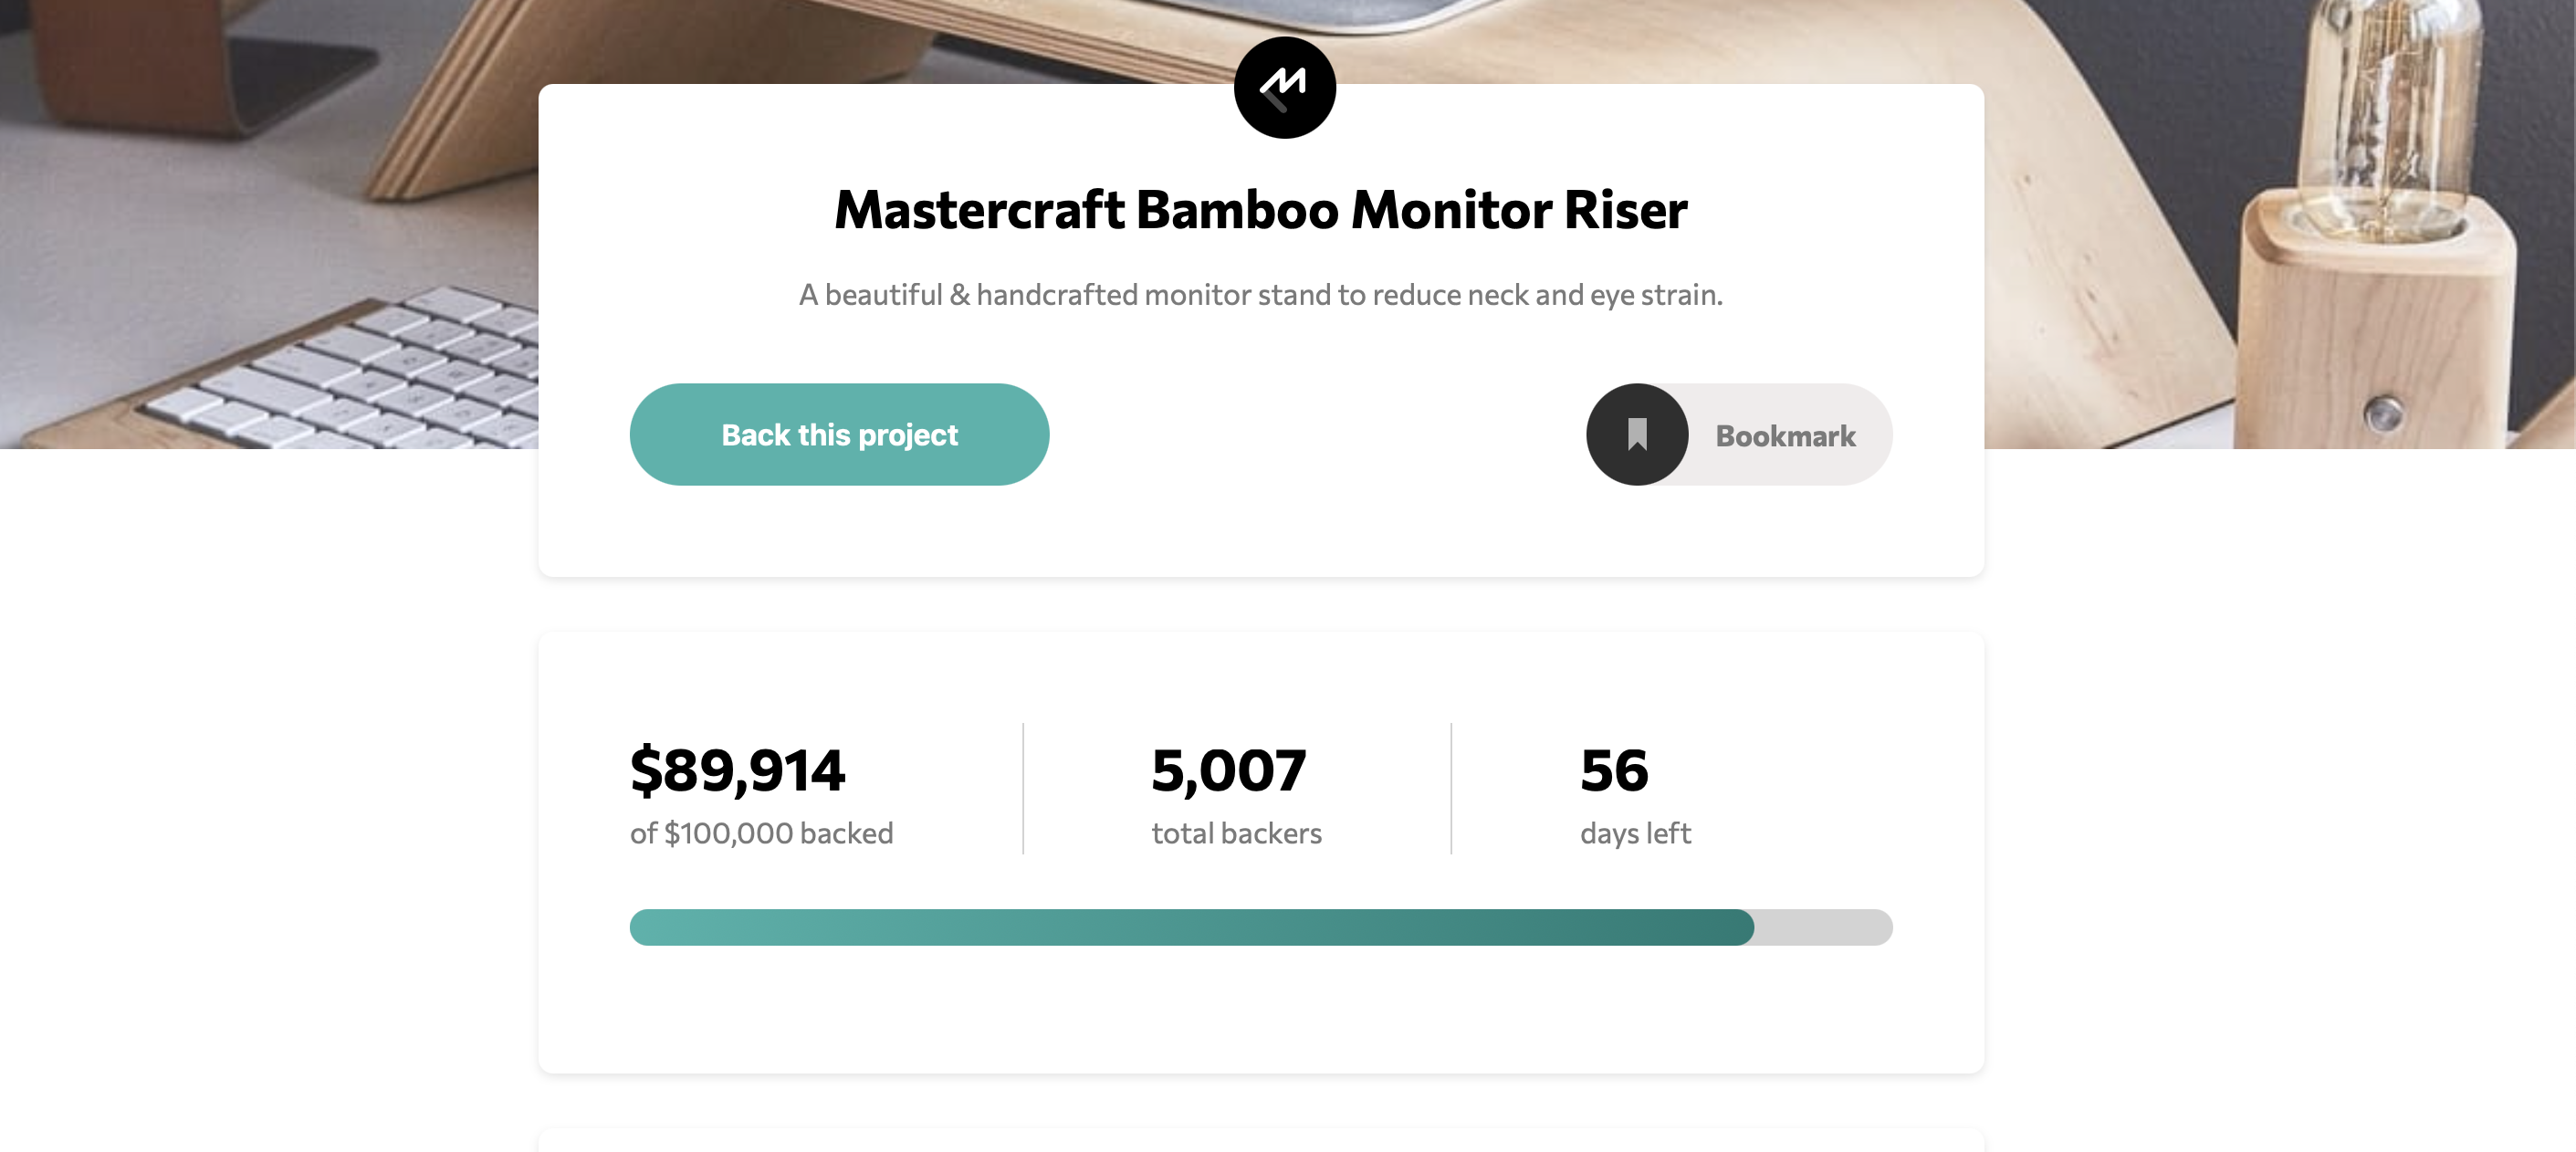 Mastercraft Bamboo Monitor Riser
A beautiful & handcrafted monitor stand to reduce neck and eye strain.
Back this project
Bookmark
$89,914
of $100,000 backed
5,007
total backers
56
days left